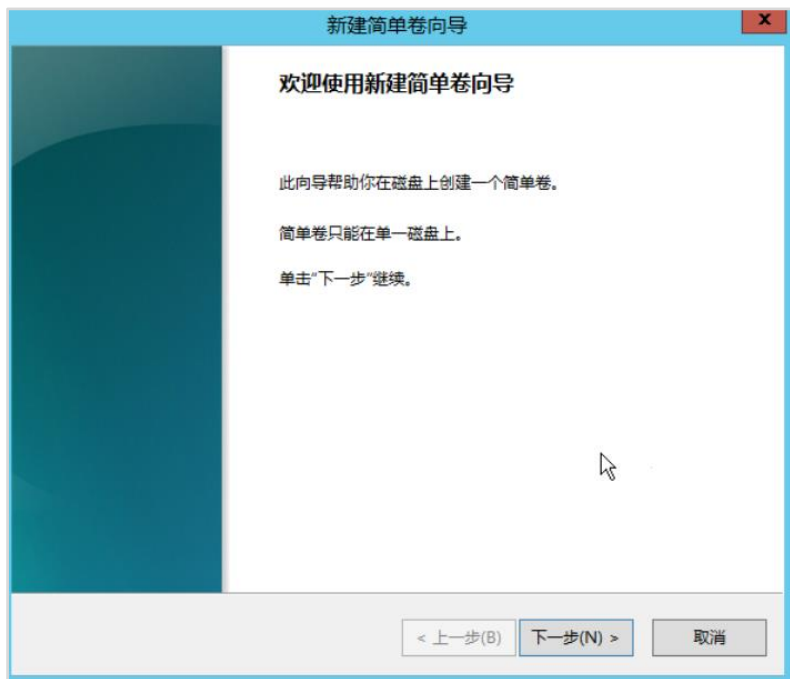 新建简单卷向导
x
欢迎使用新建简单卷向导
此向导帮助你在磁盘上创建一个简单卷。
简单卷只能在单一磁盘上。
单击"下一步"继续。
< 上一步(B) 下一步(N) > 取消